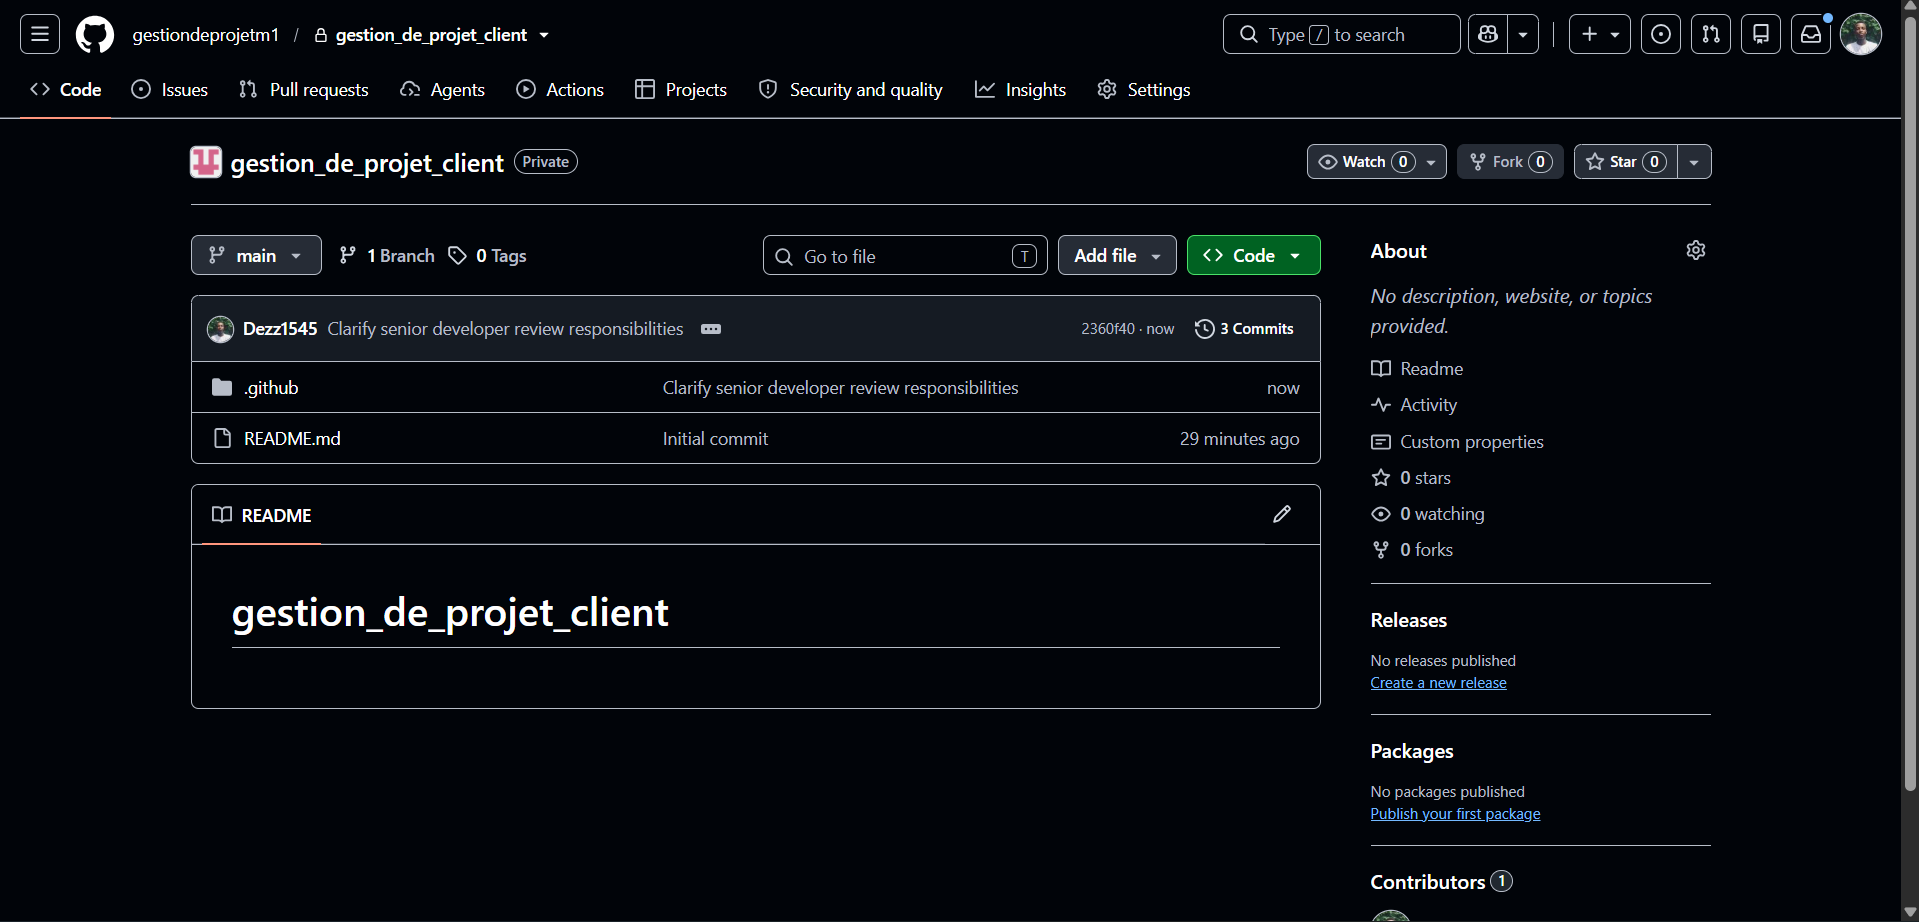 gestiondeprojetm1 / gestion_de_projet_client
Type / to search
Code Issues Pull requests Agents Actions Projects Security and quality Insights Settings
gestion_de_projet_client Private
Watch 0 Fork 0 Star 0
main 1 Branch 0 Tags Go to file T Add file Code
Dezz1545 Clarify senior developer review responsibilities 2360f40 · now 3 Commits
.github Clarify senior developer review responsibilities now
README.md Initial commit 29 minutes ago
README
gestion_de_projet_client
About
No description, website, or topics
provided.
Readme
Activity
Custom properties
0 stars
0 watching
0 forks
Releases
No releases published
Create a new release
Packages
No packages published
Publish your first package
Contributors 1